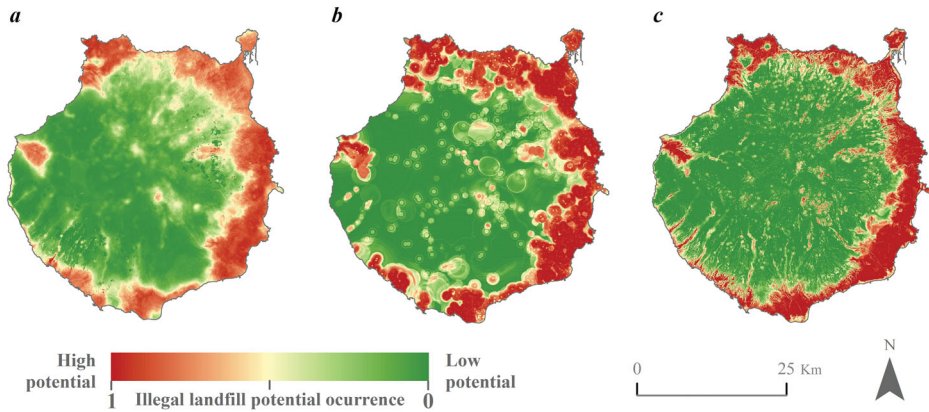 a
b
c
High
potential
Low
potential
1
Illegal landfill potential ocurrence
0
N
0
25 Km